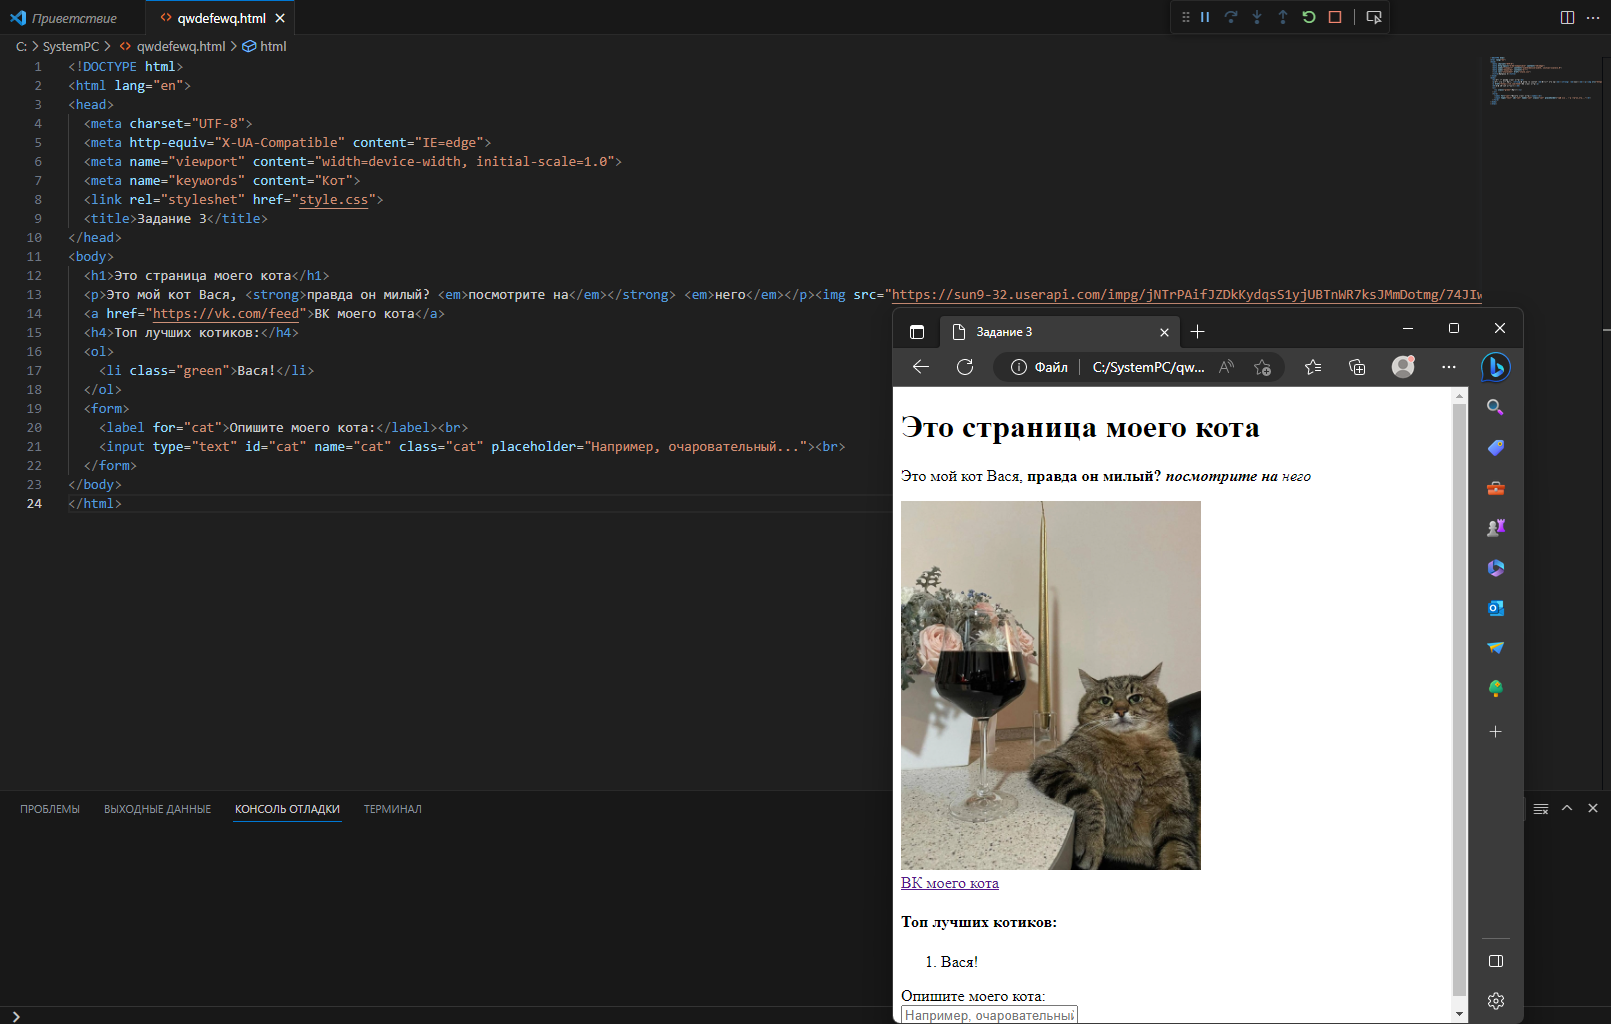 Приветствие
qwdefewq.html
C: > SystemPC > qwdefewq.html > html
1 <!DOCTYPE html>
2 <html lang="en">
3 <head>
4 <meta charset="UTF-8">
5 <meta http-equiv="X-UA-Compatible" content="IE=edge">
6 <meta name="viewport" content="width=device-width, initial-scale=1.0">
7 <meta name="keywords" content="Кот">
8 <link rel="styleshet" href="style.css">
9 <title>Задание 3</title>
10 </head>
11 <body>
12 <h1>Это страница моего кота</h1>
13 <p>Это мой кот Вася, <strong>правда он милый? <em>посмотрите на</em></strong> <em>него</em></p><img src="https://sun9-32.userapi.com/impg/jNTrPAifJZDkKydqsS1yjUBTnWR7ksJMmDotmg/74JIw
14 <a href="https://vk.com/feed">ВК моего кота</a>
15 <h4>Топ лучших котиков:</h4>
16 <ol>
17 <li class="green">Вася!</li>
18 </ol>
19 <form>
20 <label for="cat">Опишите моего кота:</label><br>
21 <input type="text" id="cat" name="cat" class="cat" placeholder="Например, очаровательный..."><br>
22 </form>
23 </body>
24 </html>
ПРОБЛЕМЫ
ВЫХОДНЫЕ ДАННЫЕ
КОНСОЛЬ ОТЛАДКИ
ТЕРМИНАЛ
Задание 3
Файл
C:/SystemPC/qw...
Это страница моего кота
Это мой кот Вася, правда он милый? посмотрите на него
ВК моего кота
Топ лучших котиков:
1. Вася!
Опишите моего кота:
Например, очаровательный